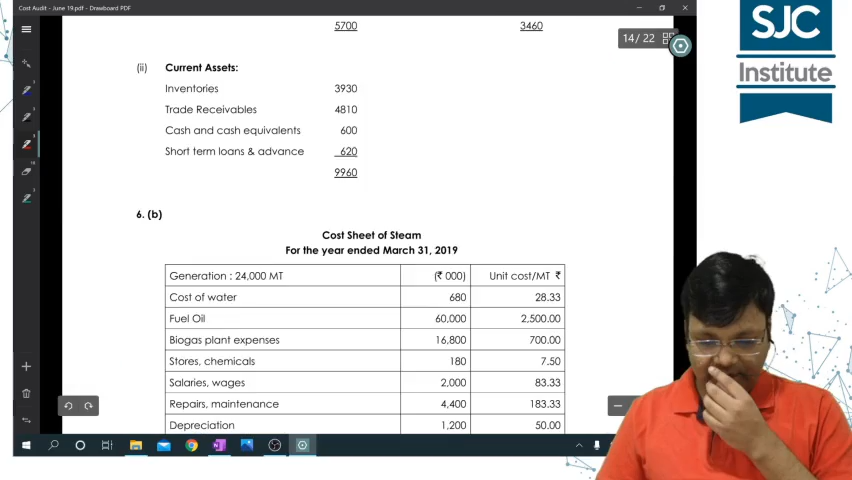 Cost Audit - June 19.pdf - Drawboard PDF
SJC
Institute
14 / 22
5700 3460
(ii) Current Assets:
Inventories 3930
Trade Receivables 4810
Cash and cash equivalents 600
Short term loans & advance 620
9960
6. (b)
Cost Sheet of Steam
For the year ended March 31, 2019
Generation : 24,000 MT (₹ 000) Unit cost/MT ₹
Cost of water 680 28.33
Fuel Oil 60,000 2,500.00
Biogas plant expenses 16,800 700.00
Stores, chemicals 180 7.50
Salaries, wages 2,000 83.33
Repairs, maintenance 4,400 183.33
Depreciation 1,200 50.00